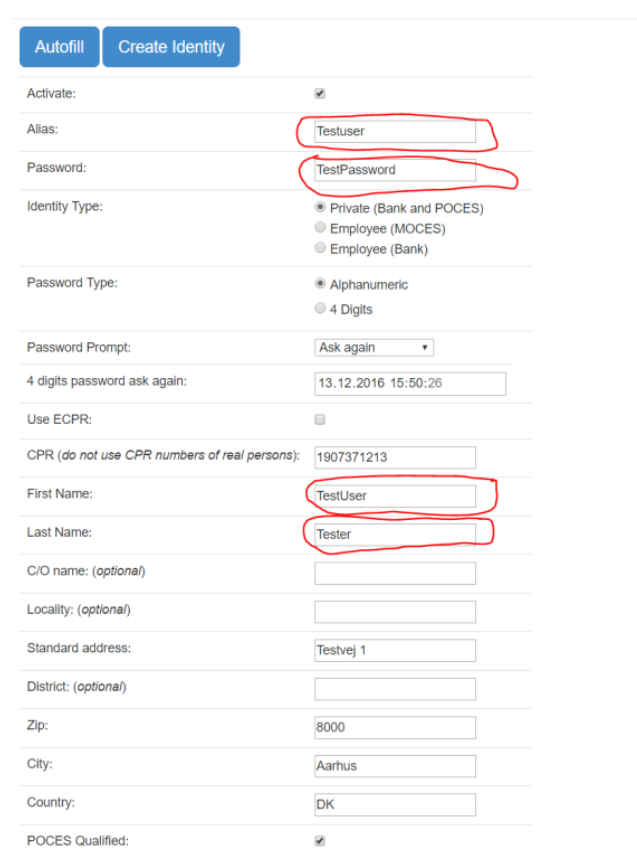 Autofill Create Identity
Activate:
Alias: Testuser
Password: TestPassword
Identity Type: Private (Bank and POCES)
Employee (MOCES)
Employee (Bank)
Password Type: Alphanumeric
4 Digits
Password Prompt: Ask again
4 digits password ask again: 13.12.2016 15:50:26
Use ECPR:
CPR (do not use CPR numbers of real persons): 1907371213
First Name: TestUser
Last Name: Tester
C/O name: (optional)
Locality: (optional)
Standard address: Testvej 1
District: (optional)
Zip: 8000
City: Aarhus
Country: DK
POCES Qualified: